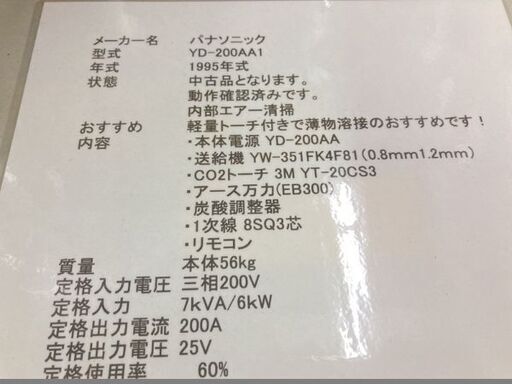 メーカー名 パナソニック
型式 YD-200AA1
年式 1995年式
状態 中古品となります。
動作確認済みです。
内部エアー清掃
おすすめ 軽量トーチ付きで薄物溶接のおすすめです！
内容 ・本体電源 YD-200AA
・送給機 YW-351FK4F81(0.8mm1.2mm)
・CO2トーチ 3M YT-20CS3
・アース万力(EB300)
・炭酸調整器
・1次線 8SQ3芯
・リモコン
質量 本体56kg
定格入力電圧 三相200V
定格入力 7kVA/6kW
定格出力電流 200A
定格出力電圧 25V
定格使用率 60%